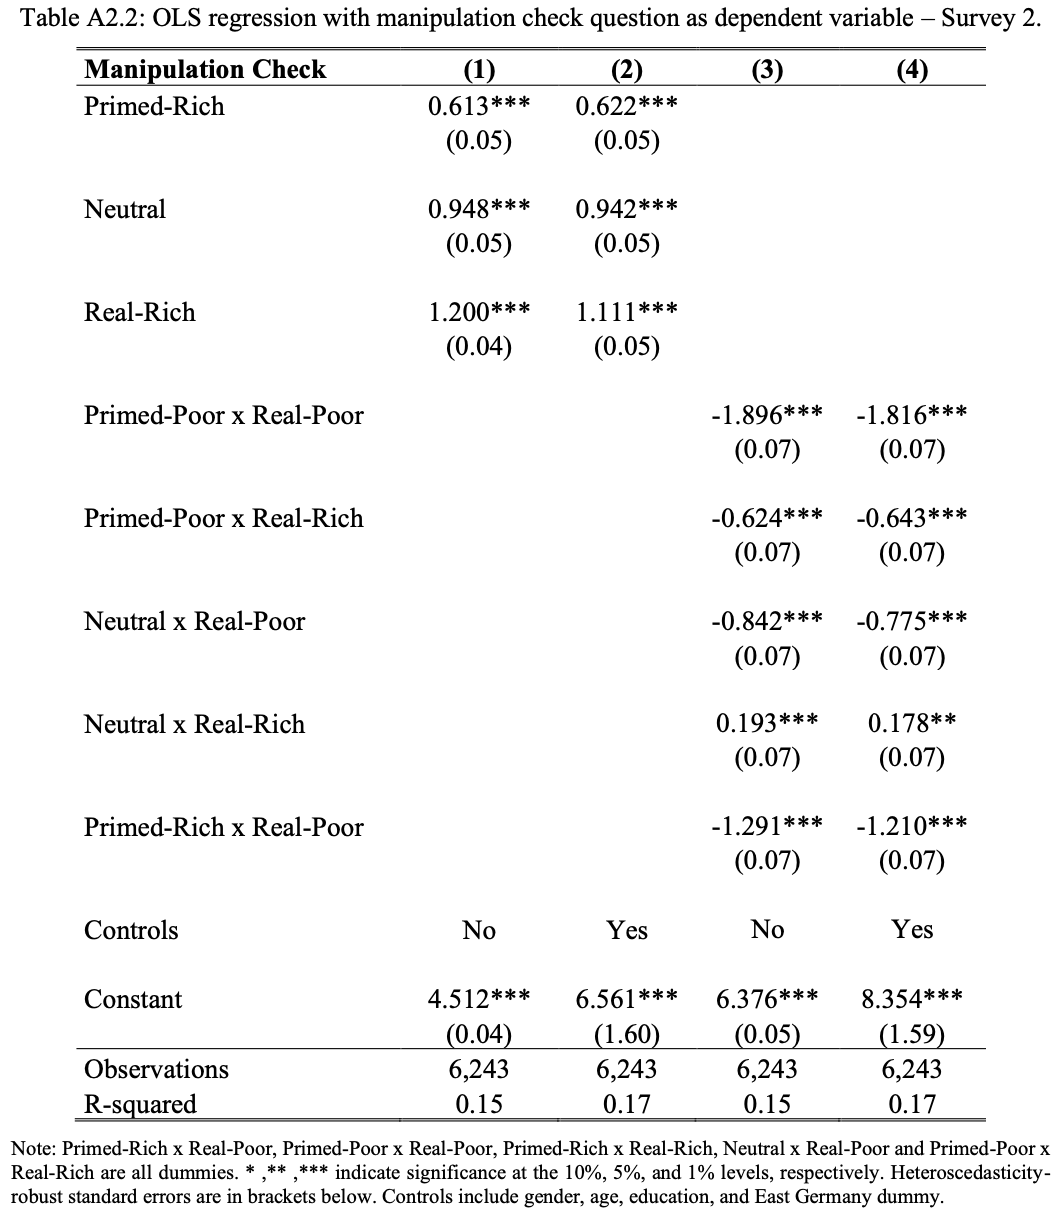 Table A2.2: OLS regression with manipulation check question as dependent variable – Survey 2.
Manipulation Check (1) (2) (3) (4)
Primed-Rich 0.613*** 0.622***
(0.05) (0.05)
Neutral 0.948*** 0.942***
(0.05) (0.05)
Real-Rich 1.200*** 1.111***
(0.04) (0.05)
Primed-Poor x Real-Poor -1.896*** -1.816***
(0.07) (0.07)
Primed-Poor x Real-Rich -0.624*** -0.643***
(0.07) (0.07)
Neutral x Real-Poor -0.842*** -0.775***
(0.07) (0.07)
Neutral x Real-Rich 0.193*** 0.178**
(0.07) (0.07)
Primed-Rich x Real-Poor -1.291*** -1.210***
(0.07) (0.07)
Controls No Yes No Yes
Constant 4.512*** 6.561*** 6.376*** 8.354***
(0.04) (1.60) (0.05) (1.59)
Observations 6,243 6,243 6,243 6,243
R-squared 0.15 0.17 0.15 0.17
Note: Primed-Rich x Real-Poor, Primed-Poor x Real-Poor, Primed-Rich x Real-Rich, Neutral x Real-Poor and Primed-Poor x
Real-Rich are all dummies. * ,** ,*** indicate significance at the 10%, 5%, and 1% levels, respectively. Heteroscedasticity-
robust standard errors are in brackets below. Controls include gender, age, education, and East Germany dummy.